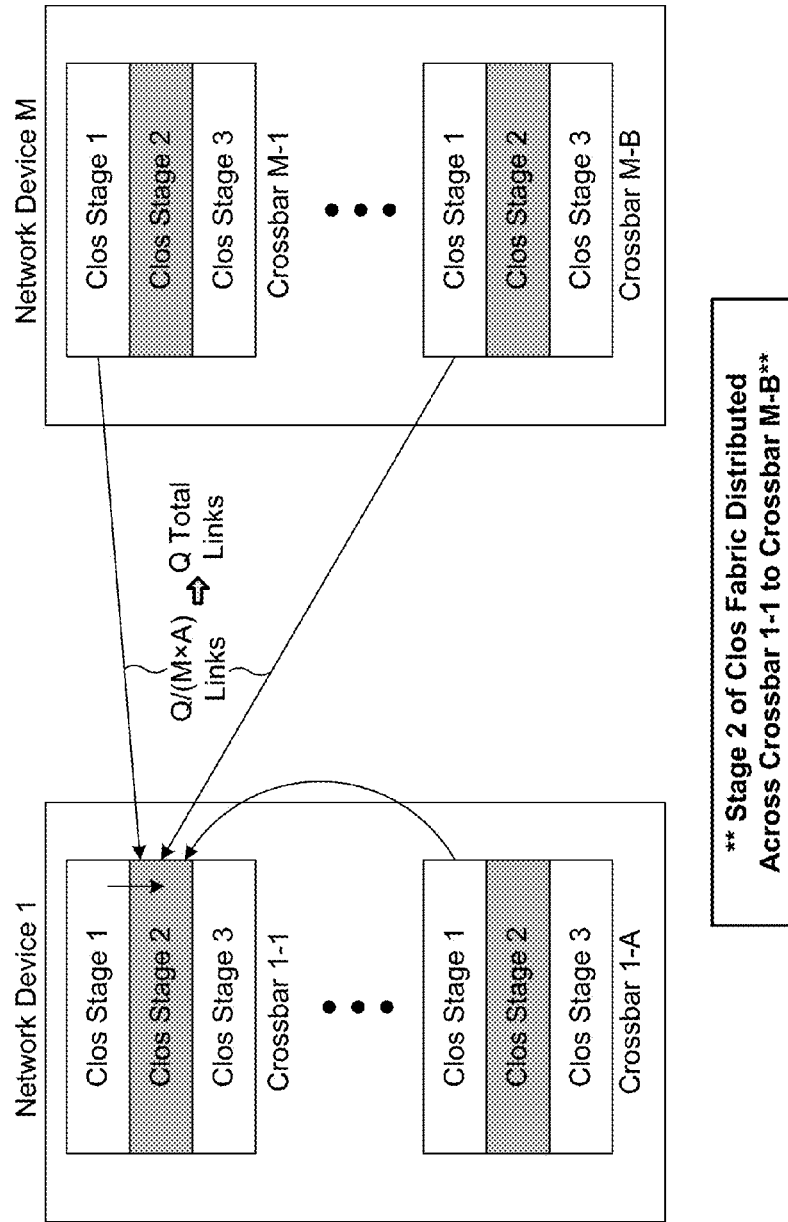 Network Device 1
Clos Stage 1
Clos Stage 2
Clos Stage 3
Crossbar 1-1
Clos Stage 1
Clos Stage 2
Clos Stage 3
Crossbar 1-A
Q/(M×A)
Links
Q Total
Links
Network Device M
Clos Stage 1
Clos Stage 2
Clos Stage 3
Crossbar M-1
Clos Stage 1
Clos Stage 2
Clos Stage 3
Crossbar M-B
** Stage 2 of Clos Fabric Distributed
Across Crossbar 1-1 to Crossbar M-B**